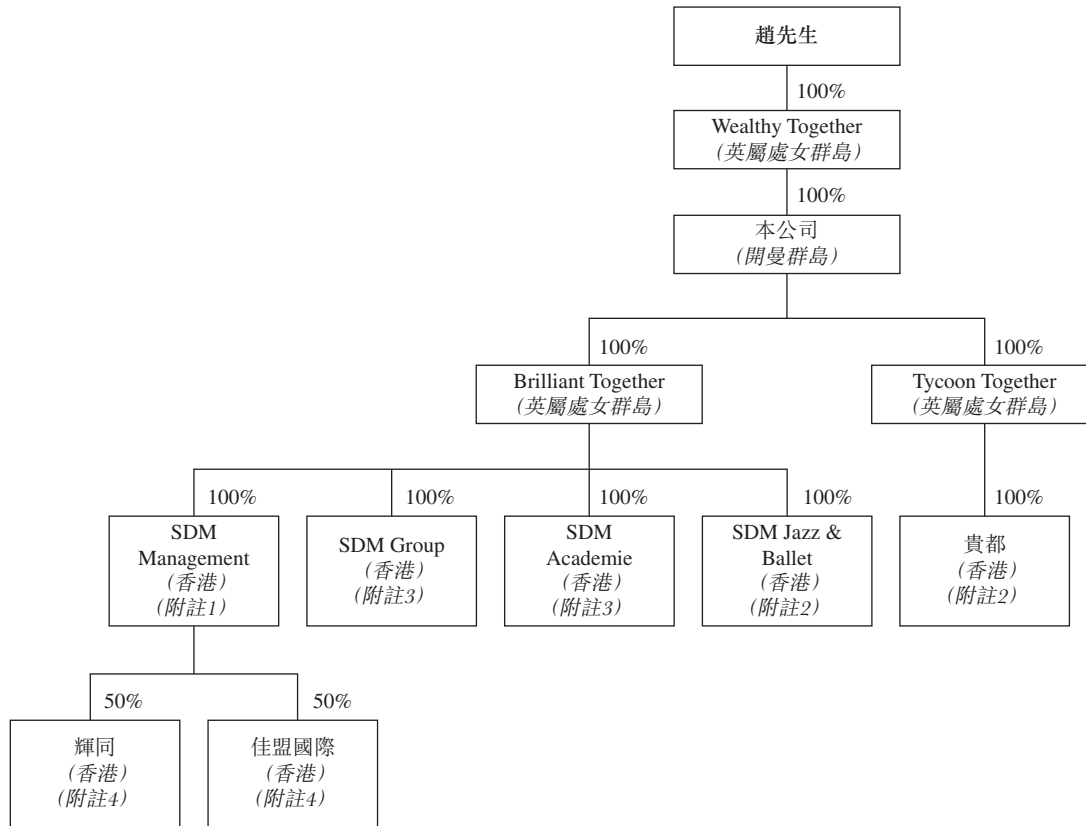 趙先生
100%
Wealthy Together
(英屬處女群島)
100%
本公司
(開曼群島)
100%
100%
Brilliant Together
(英屬處女群島)
Tycoon Together
(英屬處女群島)
100%
100%
100%
100%
100%
SDM
Management
(香港)
(附註1)
SDM Group
(香港)
(附註3)
SDM
Academie
(香港)
(附註3)
SDM Jazz &
Ballet
(香港)
(附註2)
貴都
(香港)
(附註2)
50%
50%
輝同
(香港)
(附註4)
佳盟國際
(香港)
(附註4)